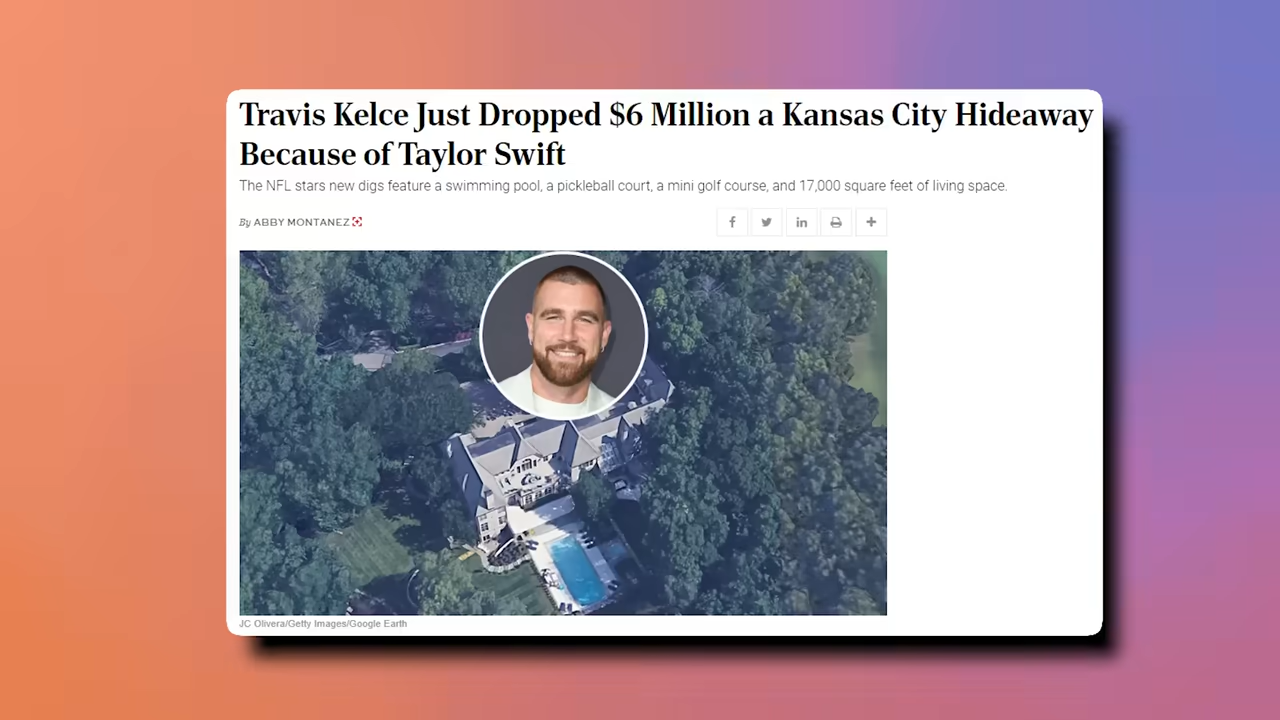 Travis Kelce Just Dropped $6 Million a Kansas City Hideaway
Because of Taylor Swift
The NFL stars new digs feature a swimming pool, a pickleball court, a mini golf course, and 17,000 square feet of living space.
By ABBY MONTANEZ
JC Olivera/Getty Images/Google Earth